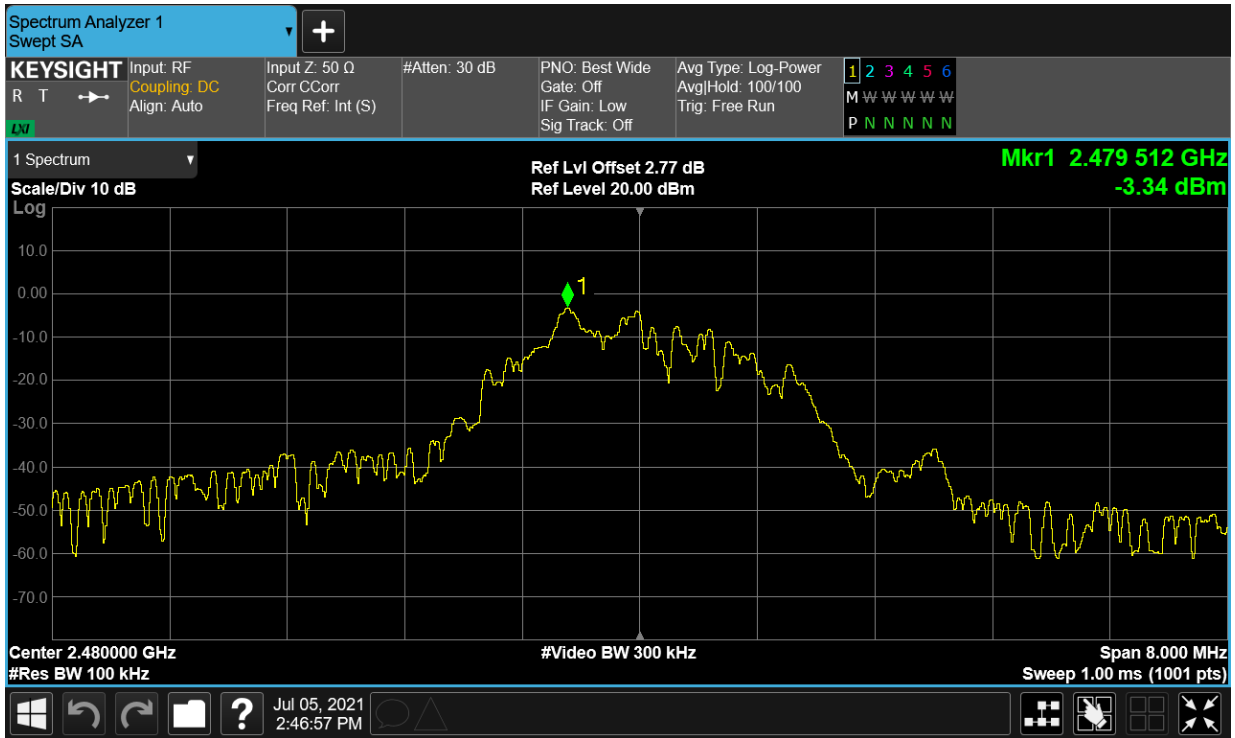 Spectrum Analyzer 1
Swept SA
KEYSIGHT
R T
LXI
Input: RF
Coupling: DC
Align: Auto
Input Z: 50 Ω
Corr CCorr
Freq Ref: Int (S)
#Atten: 30 dB
PNO: Best Wide
Gate: Off
IF Gain: Low
Sig Track: Off
Avg Type: Log-Power
Avg|Hold: 100/100
Trig: Free Run
1 2 3 4 5 6
M W W W W W
P N N N N N
1 Spectrum
Scale/Div 10 dB
Log
Ref Lvl Offset 2.77 dB
Ref Level 20.00 dBm
Mkr1 2.479 512 GHz
-3.34 dBm
10.0
0.00
-10.0
-20.0
-30.0
-40.0
-50.0
-60.0
-70.0
1
Center 2.480000 GHz
#Res BW 100 kHz
#Video BW 300 kHz
Span 8.000 MHz
Sweep 1.00 ms (1001 pts)
?
Jul 05, 2021
2:46:57 PM